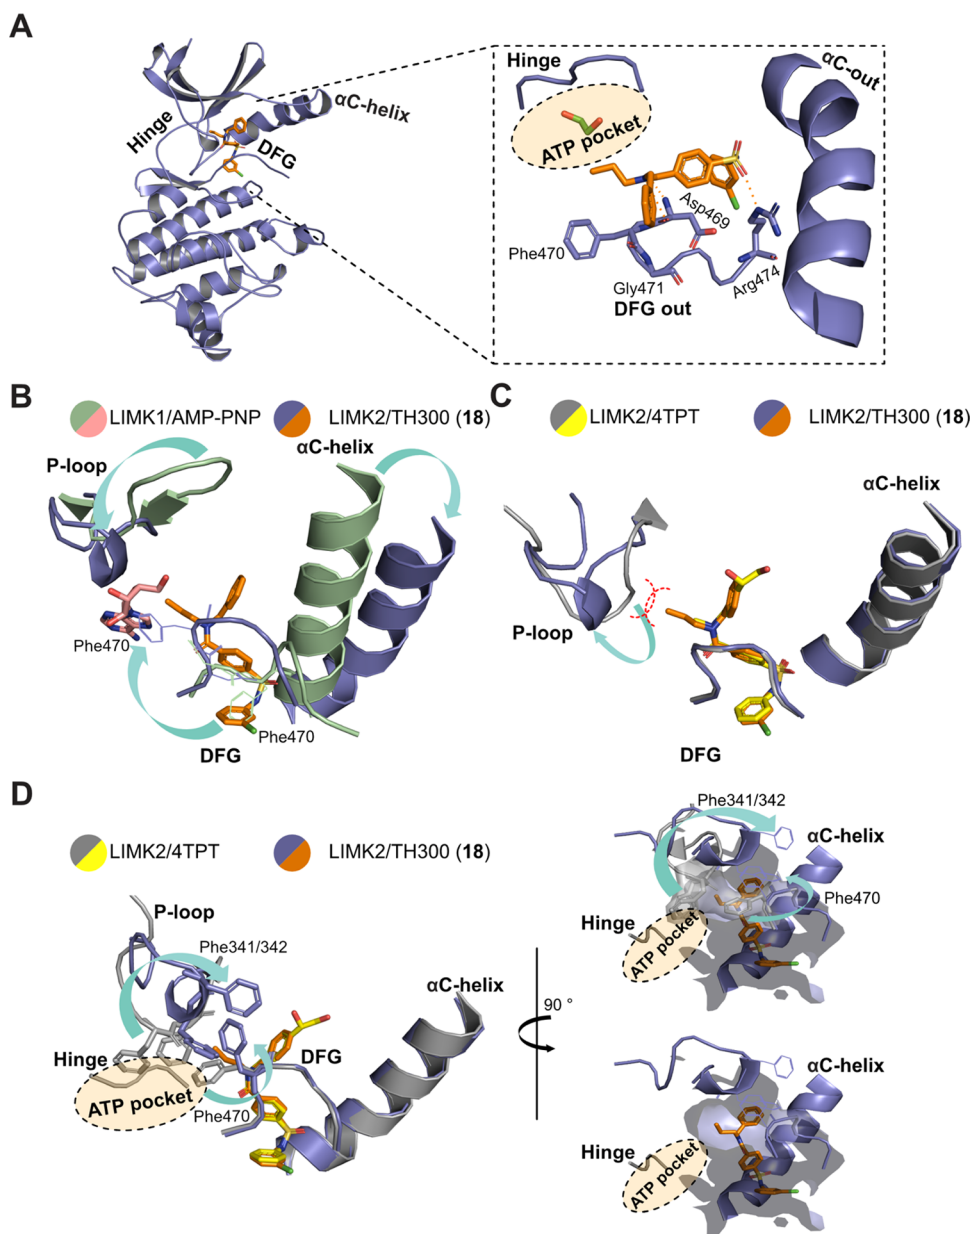 A
Hinge
αC-helix
DFG
Hinge
αC-out
ATP pocket
Asp469
Phe470
Gly471
Arg474
DFG out
B
LIMK1/AMP-PNP
LIMK2/TH300 (18)
P-loop
αC-helix
Phe470
Phe470
DFG
C
LIMK2/4TPT
LIMK2/TH300 (18)
αC-helix
P-loop
DFG
D
LIMK2/4TPT
LIMK2/TH300 (18)
P-loop
Phe341/342
αC-helix
Hinge
DFG
ATP pocket
Phe470
90 °
Phe341/342
αC-helix
Phe470
Hinge
ATP pocket
αC-helix
Hinge
ATP pocket